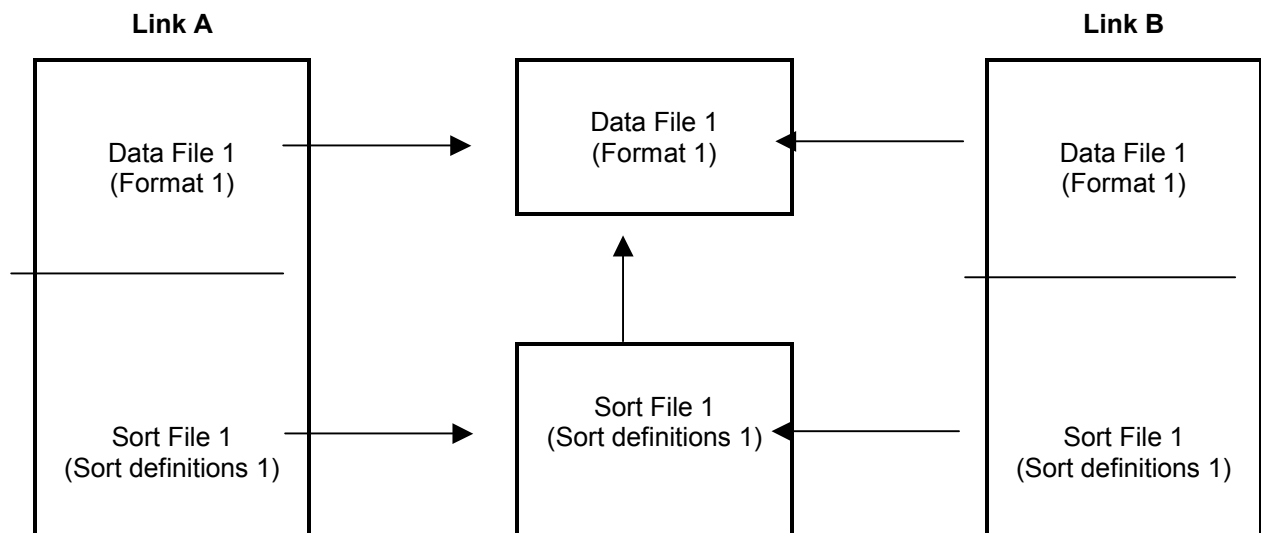 Link A
Link B
Data File 1
(Format 1)
Data File 1
(Format 1)
Data File 1
(Format 1)
Sort File 1
(Sort definitions 1)
Sort File 1
(Sort definitions 1)
Sort File 1
(Sort definitions 1)